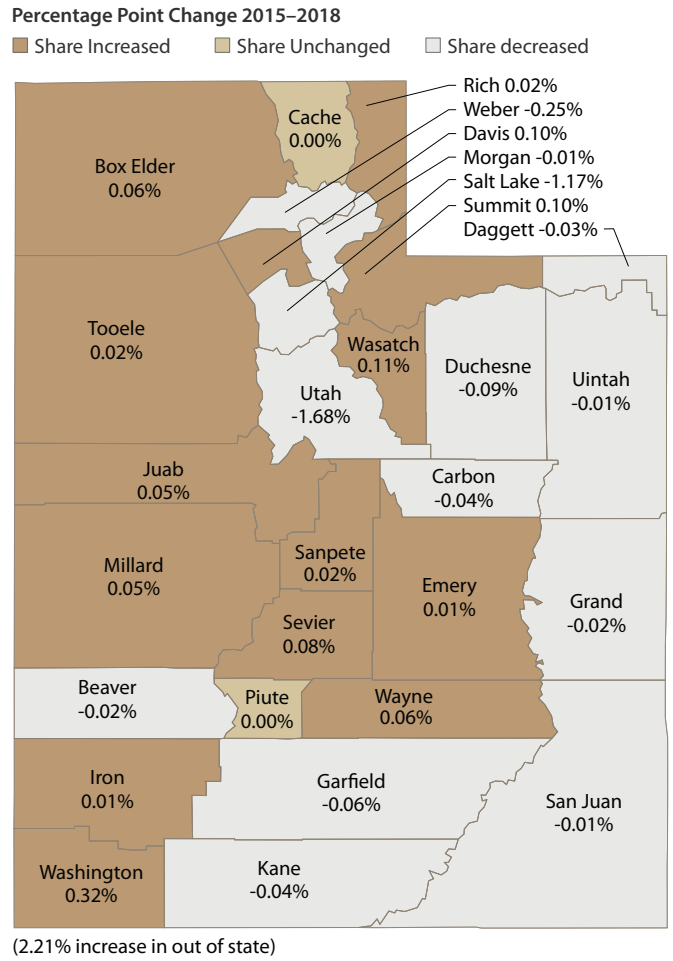 Percentage Point Change 2015–2018
Share Increased
Share Unchanged
Share decreased
Rich 0.02%
Weber -0.25%
Davis 0.10%
Morgan -0.01%
Salt Lake -1.17%
Summit 0.10%
Daggett -0.03%
Cache
0.00%
Box Elder
0.06%
Tooele
0.02%
Wasatch
0.11%
Duchesne
-0.09%
Uintah
-0.01%
Utah
-1.68%
Juab
0.05%
Carbon
-0.04%
Millard
0.05%
Sanpete
0.02%
Emery
0.01%
Grand
-0.02%
Sevier
0.08%
Beaver
-0.02%
Piute
0.00%
Wayne
0.06%
Iron
0.01%
Garfield
-0.06%
San Juan
-0.01%
Washington
0.32%
Kane
-0.04%
(2.21% increase in out of state)